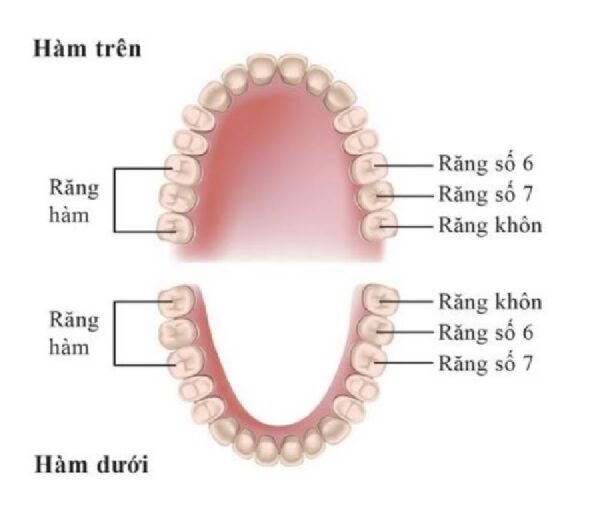 Hàm trên
Răng
hàm
Răng số 6
Răng số 7
Răng khôn
Răng
hàm
Răng khôn
Răng số 6
Răng số 7
Hàm dưới